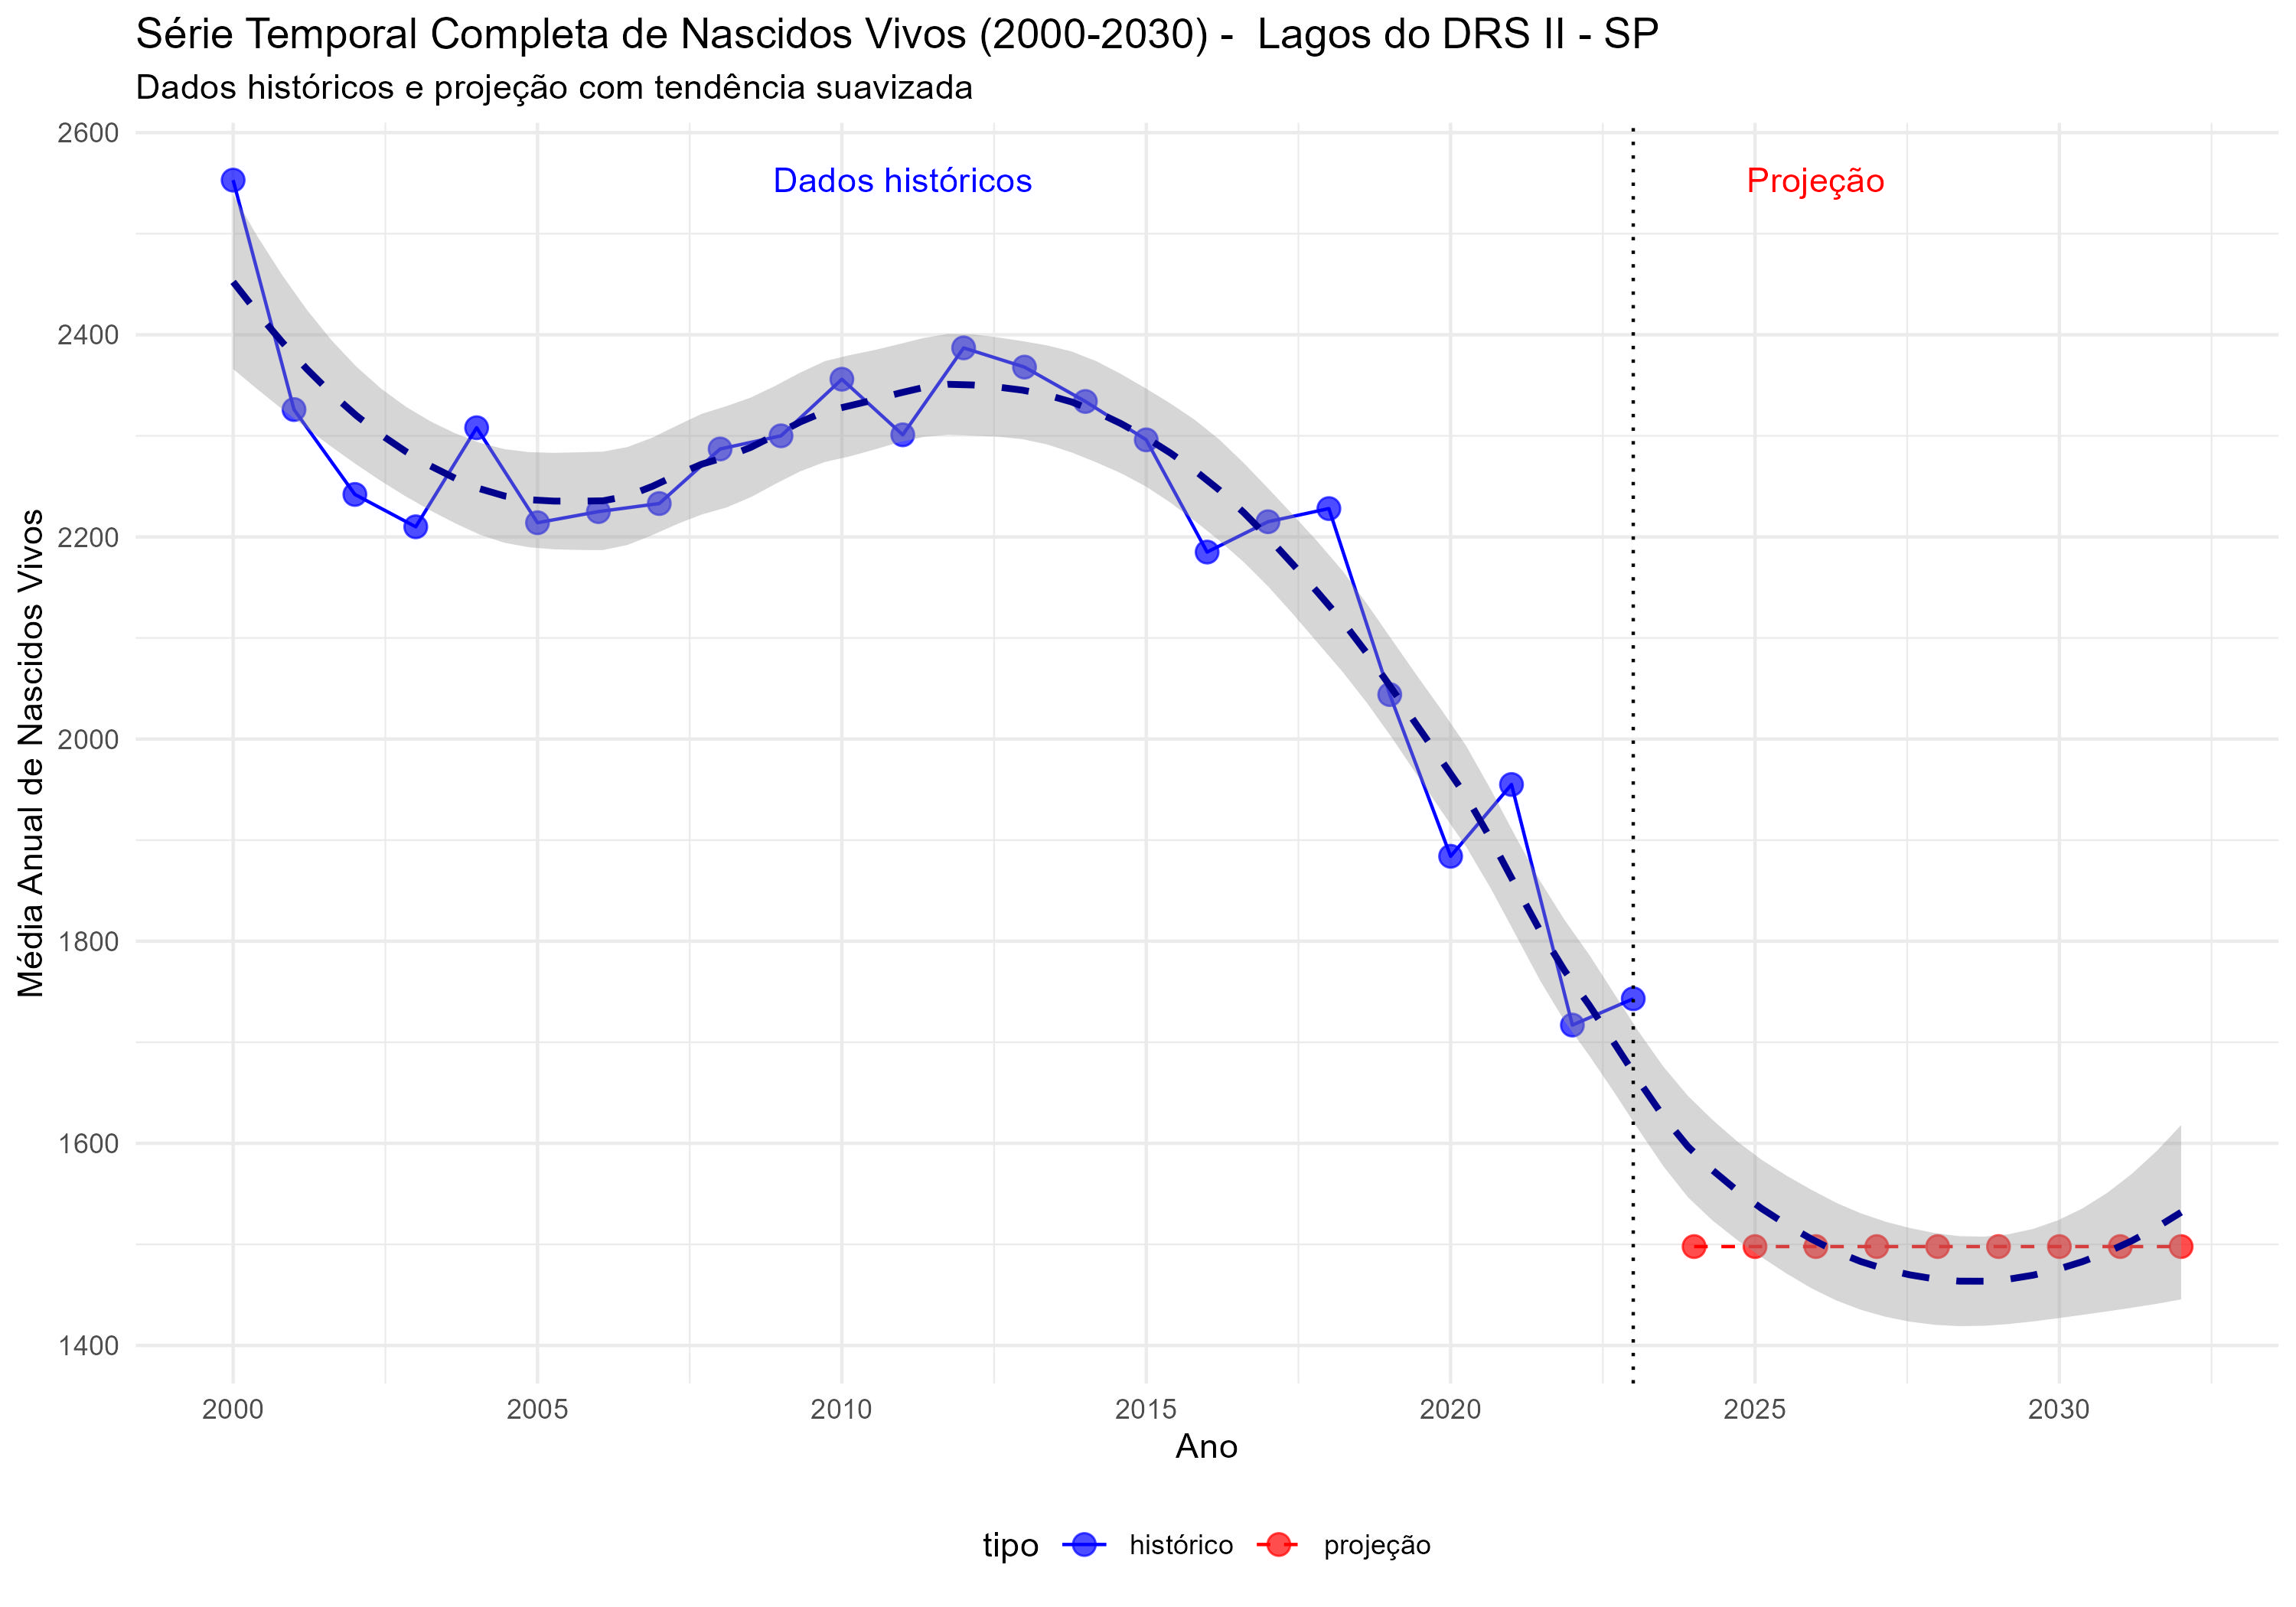 Série Temporal Completa de Nascidos Vivos (2000-2030) -  Lagos do DRS II - SP
Dados históricos e projeção com tendência suavizada
Dados históricos
Projeção
Média Anual de Nascidos Vivos
2600
2400
2200
2000
1800
1600
1400
2000 2005 2010 2015 2020 2025 2030
Ano
tipo histórico projeção